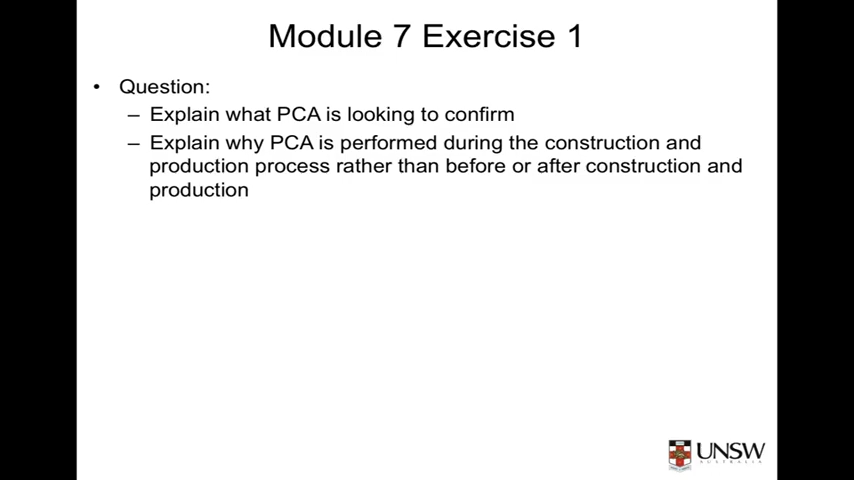 Module 7 Exercise 1
• Question:
– Explain what PCA is looking to confirm
– Explain why PCA is performed during the construction and
production process rather than before or after construction and
production
UNSW
AUSTRALIA